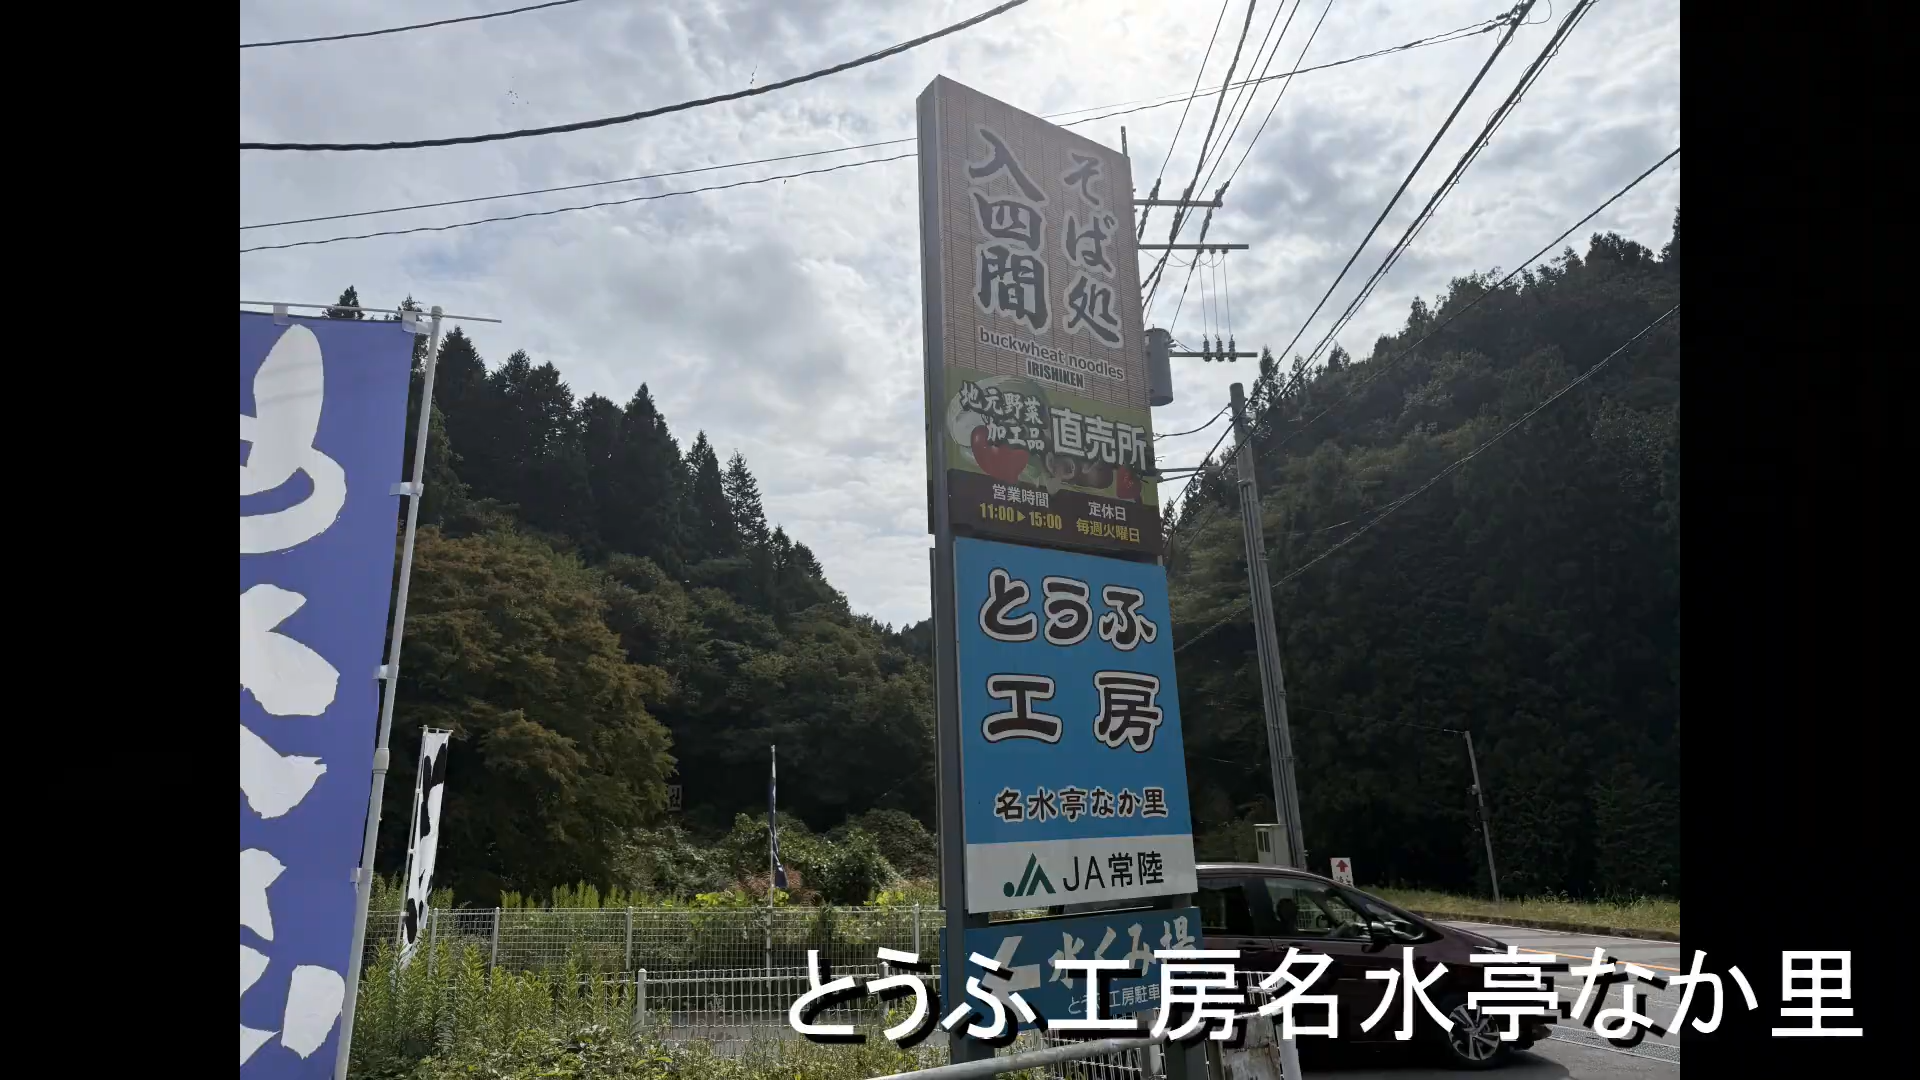 そば処
入四間
buckwheat noodles
IRISHIKEN
地元野菜
加工品
直売所
営業時間
11:00▶15:00
定休日
毎週火曜日
とうふ
工房
名水亭なか里
JA常陸
水くみ場
とうふ工房名水亭なか里